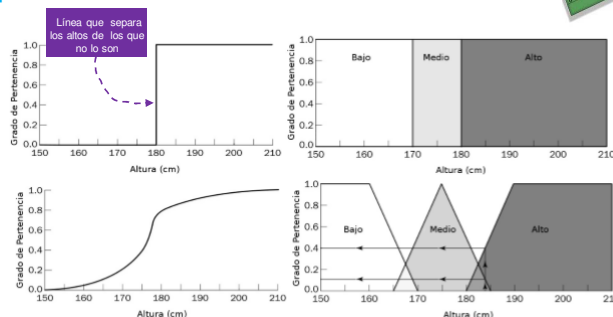 Línea que separa
los altos de los que
no lo son
Grado de Pertenencia
1.0
0.8
0.6
0.4
0.2
0.0
150 160 170 180 190 200 210
Altura (cm)
Grado de Pertenencia
1.0
0.8
0.6
0.4
0.2
0.0
Bajo Medio Alto
150 160 170 180 190 200 210
Altura (cm)
Grado de Pertenencia
1.0
0.8
0.6
0.4
0.2
0.0
150 160 170 180 190 200 210
Altura (cm)
Grado de Pertenencia
1.0
0.8
0.6
0.4
0.2
0.0
Bajo Medio Alto
150 160 170 180 190 200
Altura (cm)